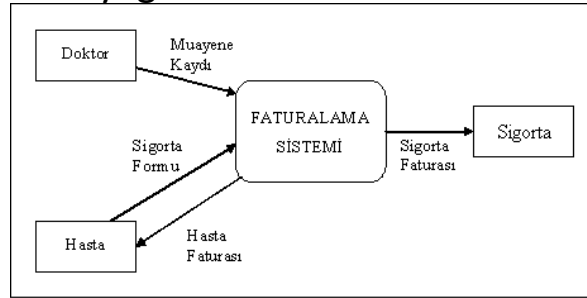 Doktor
Muayene
Kaydı
FATURALAMA
SİSTEMİ
Sigorta
Sigorta
Formu
Sigorta
Faturası
Hasta
Hasta
Faturası